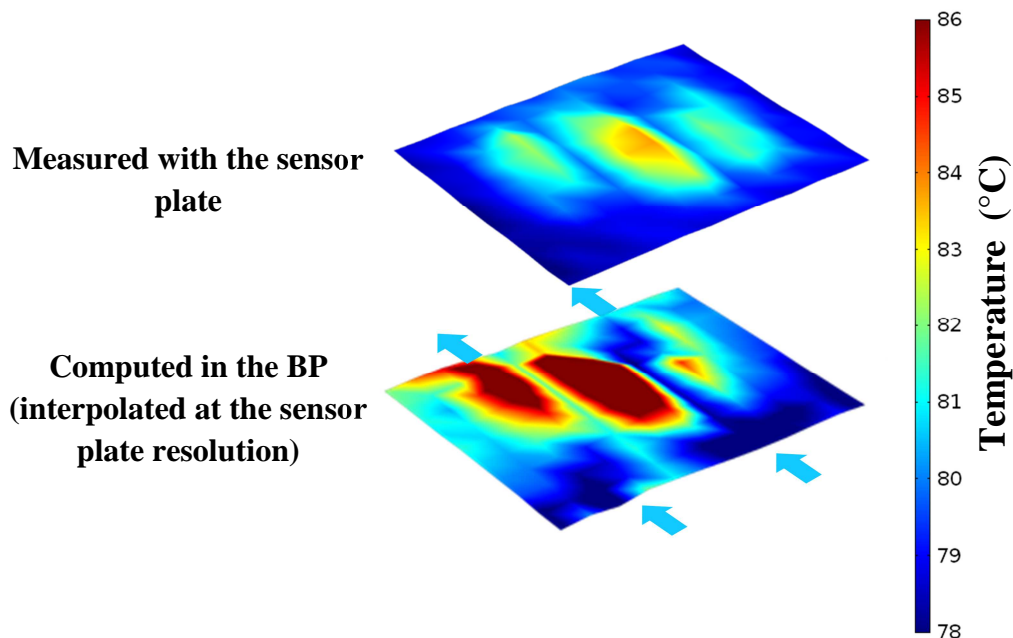 Measured with the sensor
plate
Computed in the BP
(interpolated at the sensor
plate resolution)
86
85
84
83
82
81
80
79
78
Temperature (°C)